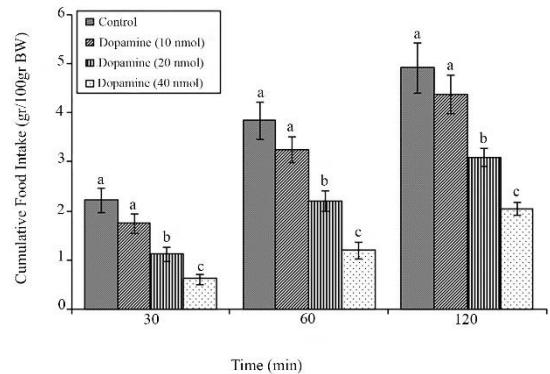 Cumulative Food Intake (gr/100gr BW)
6
5
4
3
2
1
0
Control
Dopamine (10 nmol)
Dopamine (20 nmol)
Dopamine (40 nmol)
a
a
b
c
a
a
b
c
a
a
b
c
30
60
120
Time (min)